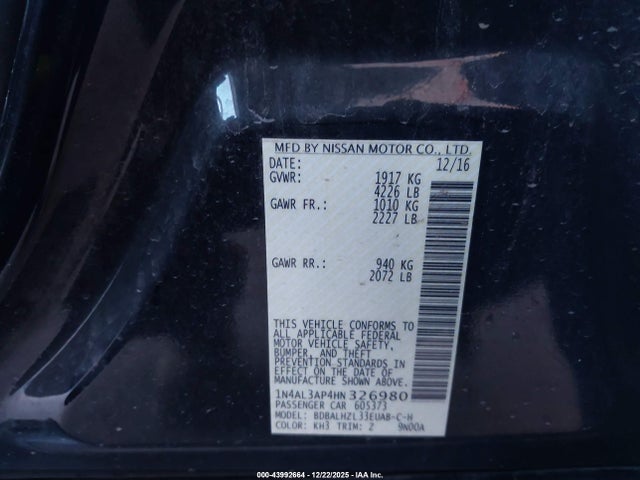 MFD BY NISSAN MOTOR CO., LTD.
DATE: 12/16
GVWR: 1917 KG
4226 LB
GAWR FR.: 1010 KG
2227 LB
GAWR RR.: 940 KG
2072 LB
THIS VEHICLE CONFORMS TO
ALL APPLICABLE FEDERAL
MOTOR VEHICLE SAFETY,
BUMPER, AND THEFT
PREVENTION STANDARDS
IN EFFECT ON THE DATE OF
MANUFACTURE SHOWN ABOVE.
1N4AL3AP4HN 326980
PASSENGER CAR 605373
MODEL: BDBALHZL33EUAB-C-H
COLOR: KH3 TRIM: Z 9N00A
000-43992664 - 12/22/2025 - IAAI Inc.